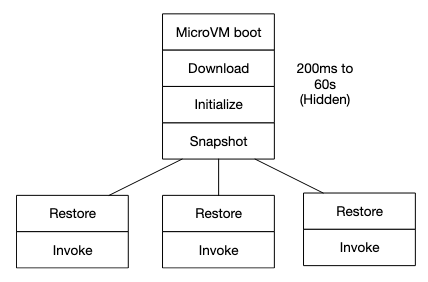 MicroVM boot
Download
Initialize
Snapshot
200ms to
60s
(Hidden)
Restore
Invoke
Restore
Invoke
Restore
Invoke